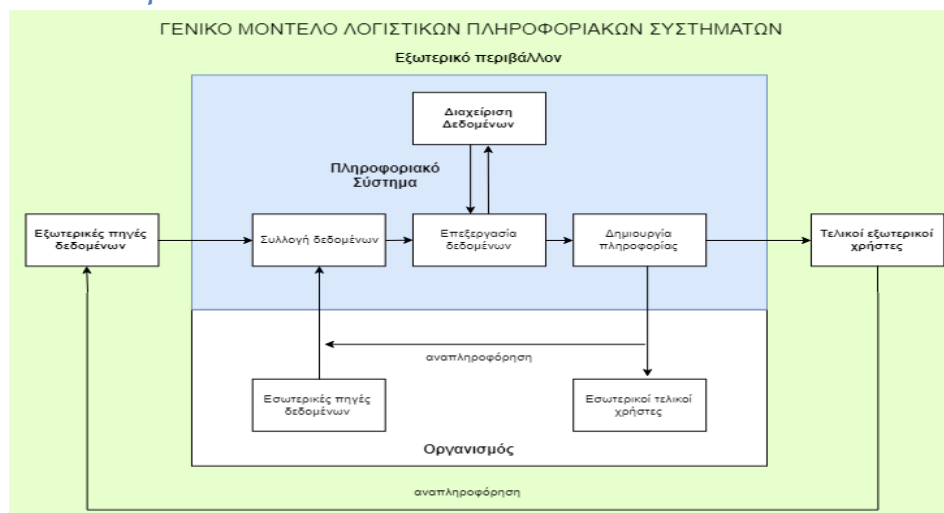 ΓΕΝΙΚΟ ΜΟΝΤΕΛΟ ΛΟΓΙΣΤΙΚΩΝ ΠΛΗΡΟΦΟΡΙΑΚΩΝ ΣΥΣΤΗΜΑΤΩΝ
Εξωτερικό περιβάλλον
Διαχείριση
Δεδομένων
Πληροφοριακό
Σύστημα
Εξωτερικές πηγές
δεδομένων
Συλλογή δεδομένων
Επεξεργασία
δεδομένων
Δημιουργία
πληροφορίας
Τελικοί εξωτερικοί
χρήστες
αναπληροφόρηση
Εσωτερικές πηγές
δεδομένων
Εσωτερικοί τελικοί
χρήστες
Οργανισμός
αναπληροφόρηση